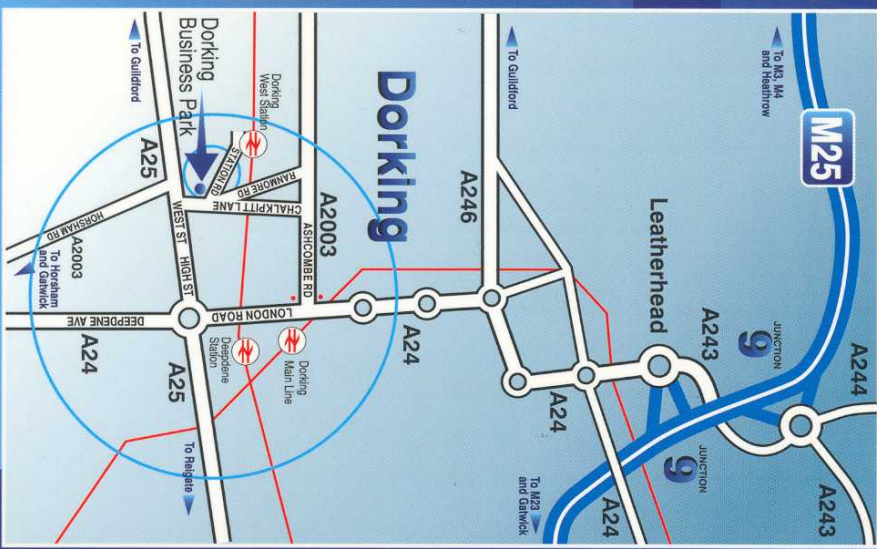 A244
M25
A243
To M3, M4
and Heathrow
JUNCTION
9
A243
JUNCTION
9
Leatherhead
A24
A24
To M23
and Gatwick
To Guildford
A246
A24
Dorking
A2003
ASHCOMBE RD
Dorking
Main Line
Dorking
West Station
RANMORE RD
CHALKPITT LANE
STATION RD
LONDON ROAD
Deepdene
Station
Dorking
Business Park
WEST ST
HIGH ST
To Reigate
A25
A25
To Guildford
HORSHAM RD
A2003
To Horsham
and Gatwick
DEEPDENE AVE
A24